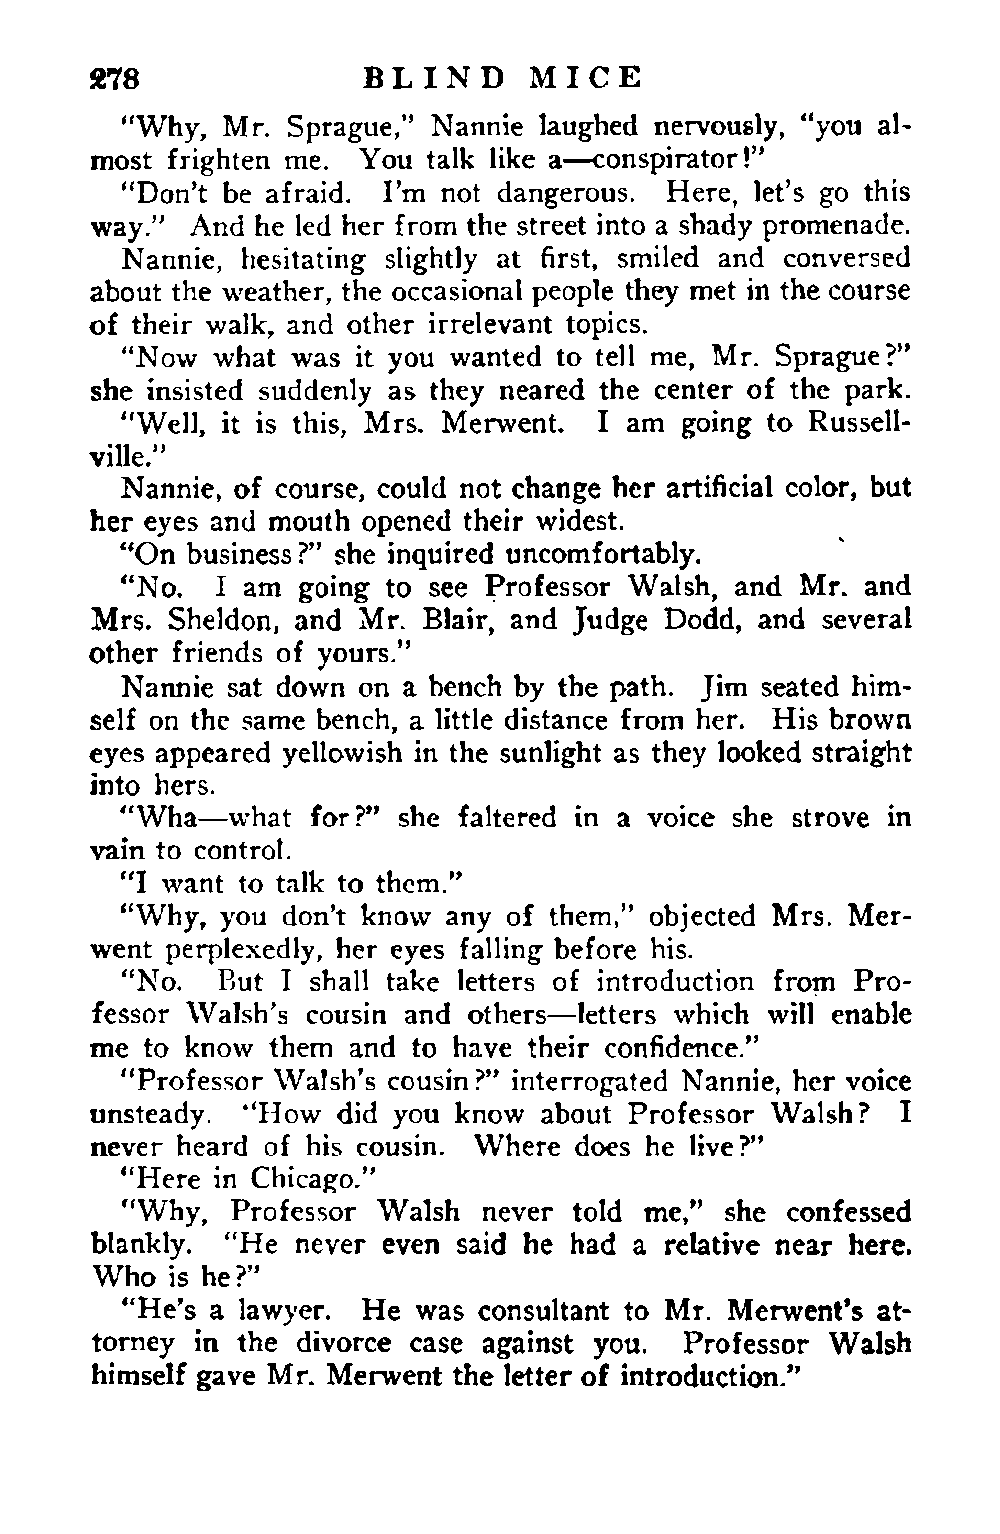 278 BLIND MICE
“Why, Mr. Sprague,” Nannie laughed nervously, “you al-
most frighten me. You talk like a—conspirator!”
“Don’t be afraid. I’m not dangerous. Here, let’s go this
way.” And he led her from the street into a shady promenade.
Nannie, hesitating slightly at first, smiled and conversed
about the weather, the occasional people they met in the course
of their walk, and other irrelevant topics.
“Now what was it you wanted to tell me, Mr. Sprague?”
she insisted suddenly as they neared the center of the park.
“Well, it is this, Mrs. Merwent. I am going to Russell-
ville.”
Nannie, of course, could not change her artificial color, but
her eyes and mouth opened their widest.
“On business?” she inquired uncomfortably.
“No. I am going to see Professor Walsh, and Mr. and
Mrs. Sheldon, and Mr. Blair, and Judge Dodd, and several
other friends of yours.”
Nannie sat down on a bench by the path. Jim seated him-
self on the same bench, a little distance from her. His brown
eyes appeared yellowish in the sunlight as they looked straight
into hers.
“Wha—what for?” she faltered in a voice she strove in
vain to control.
“I want to talk to them.”
“Why, you don’t know any of them,” objected Mrs. Mer-
went perplexedly, her eyes falling before his.
“No. But I shall take letters of introduction from Pro-
fessor Walsh’s cousin and others—letters which will enable
me to know them and to have their confidence.”
“Professor Walsh’s cousin?” interrogated Nannie, her voice
unsteady. “How did you know about Professor Walsh? I
never heard of his cousin. Where does he live?”
“Here in Chicago.”
“Why, Professor Walsh never told me,” she confessed
blankly. “He never even said he had a relative near here.
Who is he?”
“He’s a lawyer. He was consultant to Mr. Merwent’s at-
torney in the divorce case against you. Professor Walsh
himself gave Mr. Merwent the letter of introduction.”